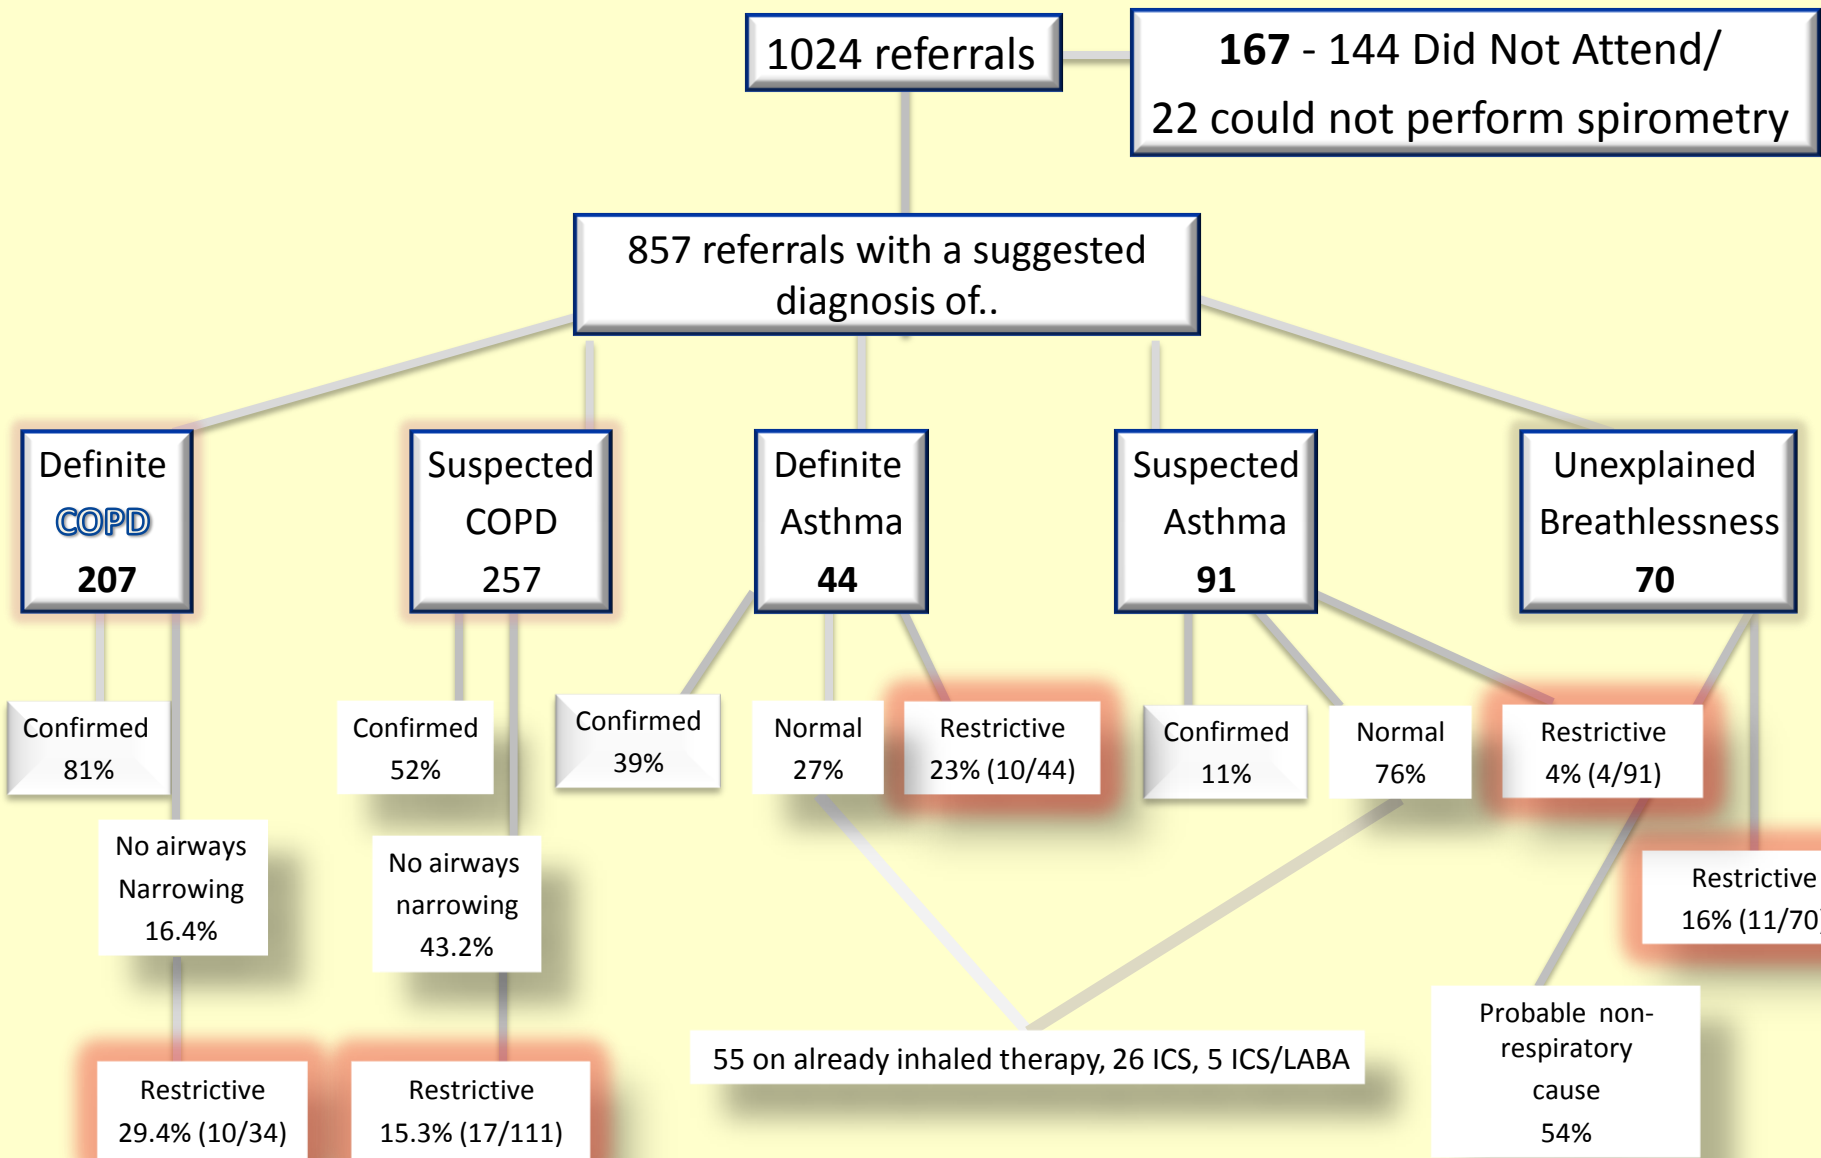 1024 referrals
167 - 144 Did Not Attend/
22 could not perform spirometry
857 referrals with a suggested
diagnosis of..
Definite
COPD
207
Suspected
COPD
257
Definite
Asthma
44
Suspected
Asthma
91
Unexplained
Breathlessness
70
Confirmed
81%
Confirmed
52%
Confirmed
39%
Normal
27%
Restrictive
23% (10/44)
Confirmed
11%
Normal
76%
Restrictive
4% (4/91)
No airways
Narrowing
16.4%
No airways
narrowing
43.2%
Restrictive
16% (11/70)
Probable non-
respiratory
cause
54%
55 on already inhaled therapy, 26 ICS, 5 ICS/LABA
Restrictive
29.4% (10/34)
Restrictive
15.3% (17/111)